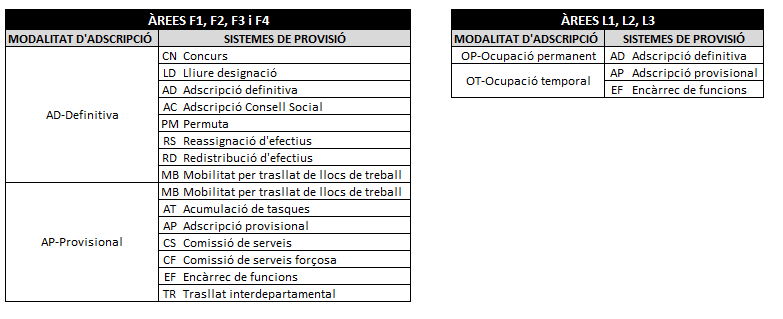 ÀREES F1, F2, F3 i F4
MODALITAT D'ADSCRIPCIÓ SISTEMES DE PROVISIÓ
AD-Definitiva
CN Concurs
LD Lliure designació
AD Adscripció definitiva
AC Adscripció Consell Social
PM Permuta
RS Reassignació d'efectius
RD Redistribució d'efectius
MB Mobilitat per trasllat de llocs de treball
AP-Provisional
MB Mobilitat per trasllat de llocs de treball
AT Acumulació de tasques
AP Adscripció provisional
CS Comissió de serveis
CF Comissió de serveis forçosa
EF Encàrrec de funcions
TR Trasllat interdepartamental
ÀREES L1, L2, L3
MODALITAT D'ADSCRIPCIÓ SISTEMES DE PROVISIÓ
OP-Ocupació permanent AD Adscripció definitiva
OT-Ocupació temporal
AP Adscripció provisional
EF Encàrrec de funcions